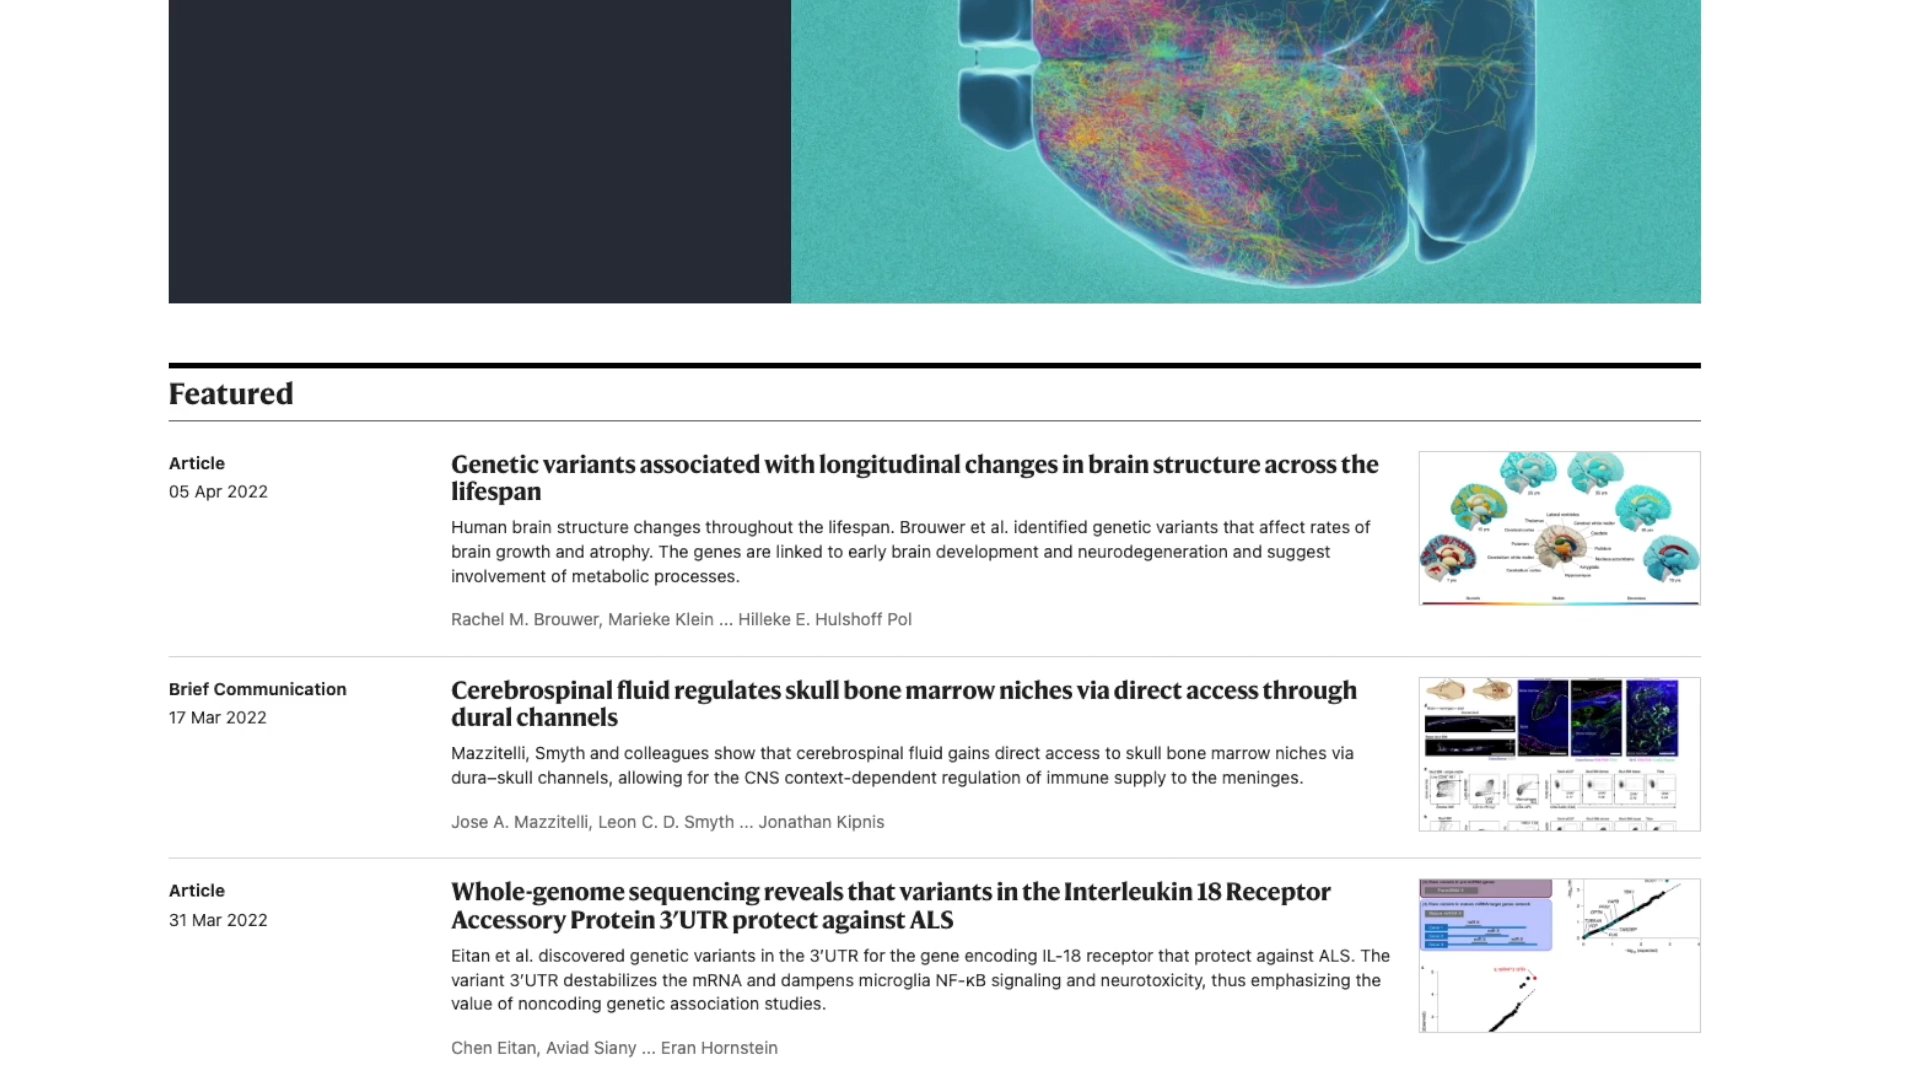 Featured
Article
05 Apr 2022
Genetic variants associated with longitudinal changes in brain structure across the
lifespan
Human brain structure changes throughout the lifespan. Brouwer et al. identified genetic variants that affect rates of
brain growth and atrophy. The genes are linked to early brain development and neurodegeneration and suggest
involvement of metabolic processes.
Rachel M. Brouwer, Marieke Klein ... Hilleke E. Hulshoff Pol
Brief Communication
17 Mar 2022
Cerebrospinal fluid regulates skull bone marrow niches via direct access through
dural channels
Mazzitelli, Smyth and colleagues show that cerebrospinal fluid gains direct access to skull bone marrow niches via
dura–skull channels, allowing for the CNS context-dependent regulation of immune supply to the meninges.
Jose A. Mazzitelli, Leon C. D. Smyth ... Jonathan Kipnis
Article
31 Mar 2022
Whole-genome sequencing reveals that variants in the Interleukin 18 Receptor
Accessory Protein 3′UTR protect against ALS
Eitan et al. discovered genetic variants in the 3′UTR for the gene encoding IL-18 receptor that protect against ALS. The
variant 3′UTR destabilizes the mRNA and dampens microglia NF-κB signaling and neurotoxicity, thus emphasizing the
value of noncoding genetic association studies.
Chen Eitan, Aviad Siany ... Eran Hornstein